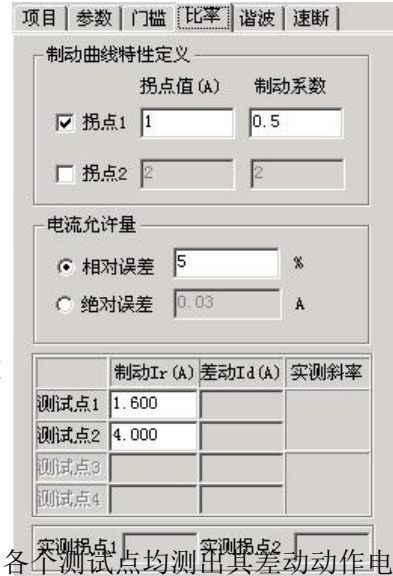 项目 参数 门槛 比率 谐波 速断
制动曲线特性定义
拐点值(A) 制动系数
拐点1 1 0.5
拐点2 2 2
电流允许量
相对误差 5 %
绝对误差 0.03 A
制动Ir(A) 差动Id(A) 实测斜率
测试点1 1.600
测试点2 4.000
测试点3
测试点4
实测拐点1 实测拐点2
各个测试点均测出其差动动作电